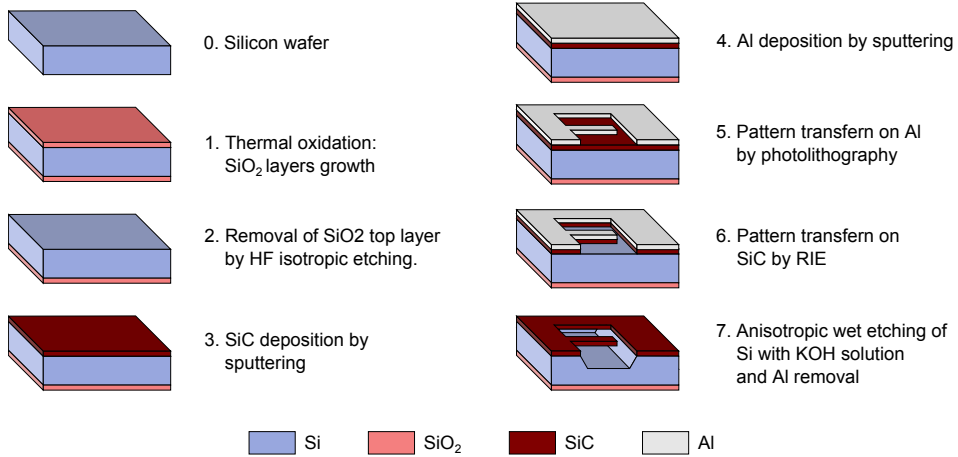 0. Silicon wafer
1. Thermal oxidation:
SiO₂ layers growth
2. Removal of SiO2 top layer
by HF isotropic etching.
3. SiC deposition by
sputtering
4. Al deposition by sputtering
5. Pattern transfern on Al
by photolithography
6. Pattern transfern on
SiC by RIE
7. Anisotropic wet etching of
Si with KOH solution
and Al removal
Si SiO₂ SiC Al